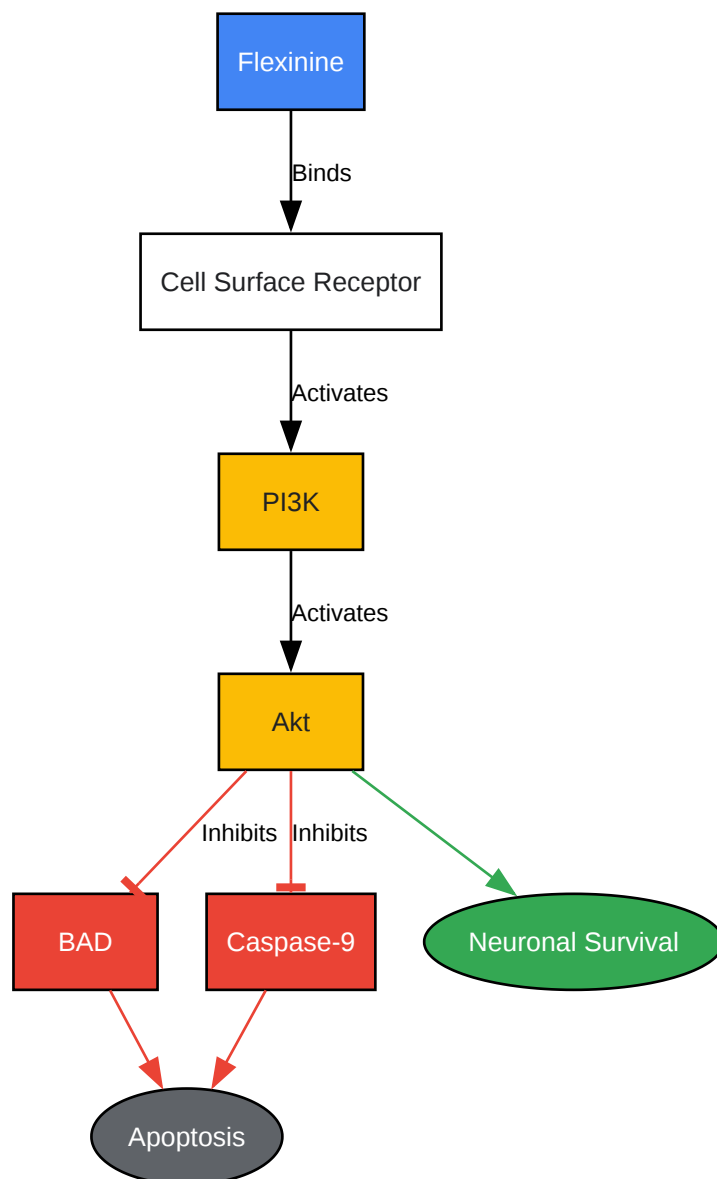 Flexinine
Binds
Cell Surface Receptor
Activates
PI3K
Activates
Akt
Inhibits
Inhibits
BAD
Caspase-9
Neuronal Survival
Apoptosis